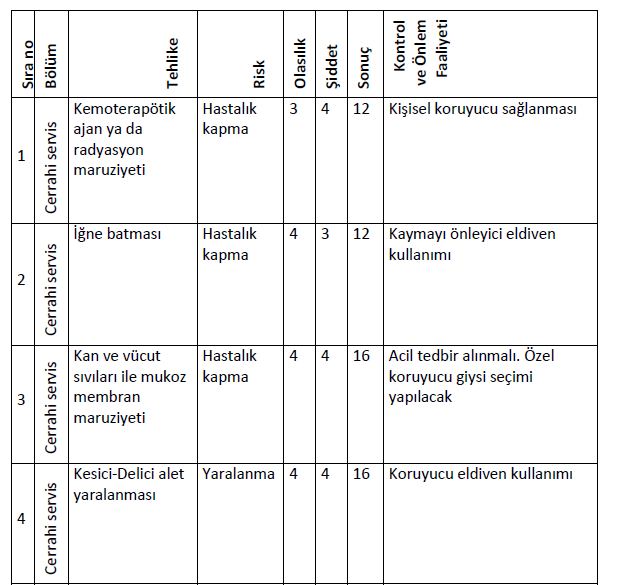 Sıra no
Bölüm
Tehlike
Risk
Olasılık
Şiddet
Sonuç
Kontrol
ve Önlem
Faaliyeti
1
Cerrahi servis
Kemoterapötik
ajan ya da
radyasyon
maruziyeti
Hastalık
kapma
3
4
12
Kişisel koruyucu sağlanması
2
Cerrahi servis
İğne batması
Hastalık
kapma
4
3
12
Kaymayı önleyici eldiven
kullanımı
3
Cerrahi servis
Kan ve vücut
sıvıları ile mukoz
membran
maruziyeti
Hastalık
kapma
4
4
16
Acil tedbir alınmalı. Özel
koruyucu giysi seçimi
yapılacak
4
Cerrahi servis
Kesici-Delici alet
yaralanması
Yaralanma
4
4
16
Koruyucu eldiven kullanımı